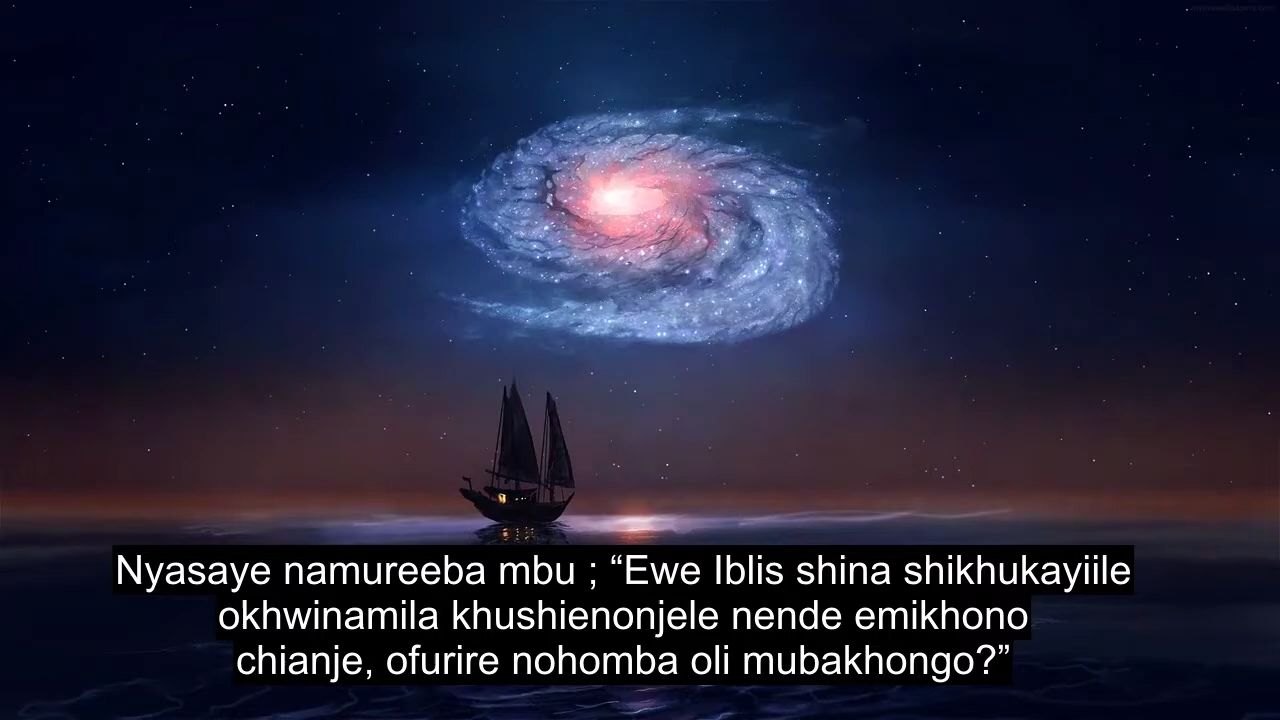 Nyasaye namureeba mbu ; “Ewe Iblis shina shikhukayiile
okhwinamila khushienonjele nende emikhono
chianje, ofurire nohomba oli mubakhongo?”